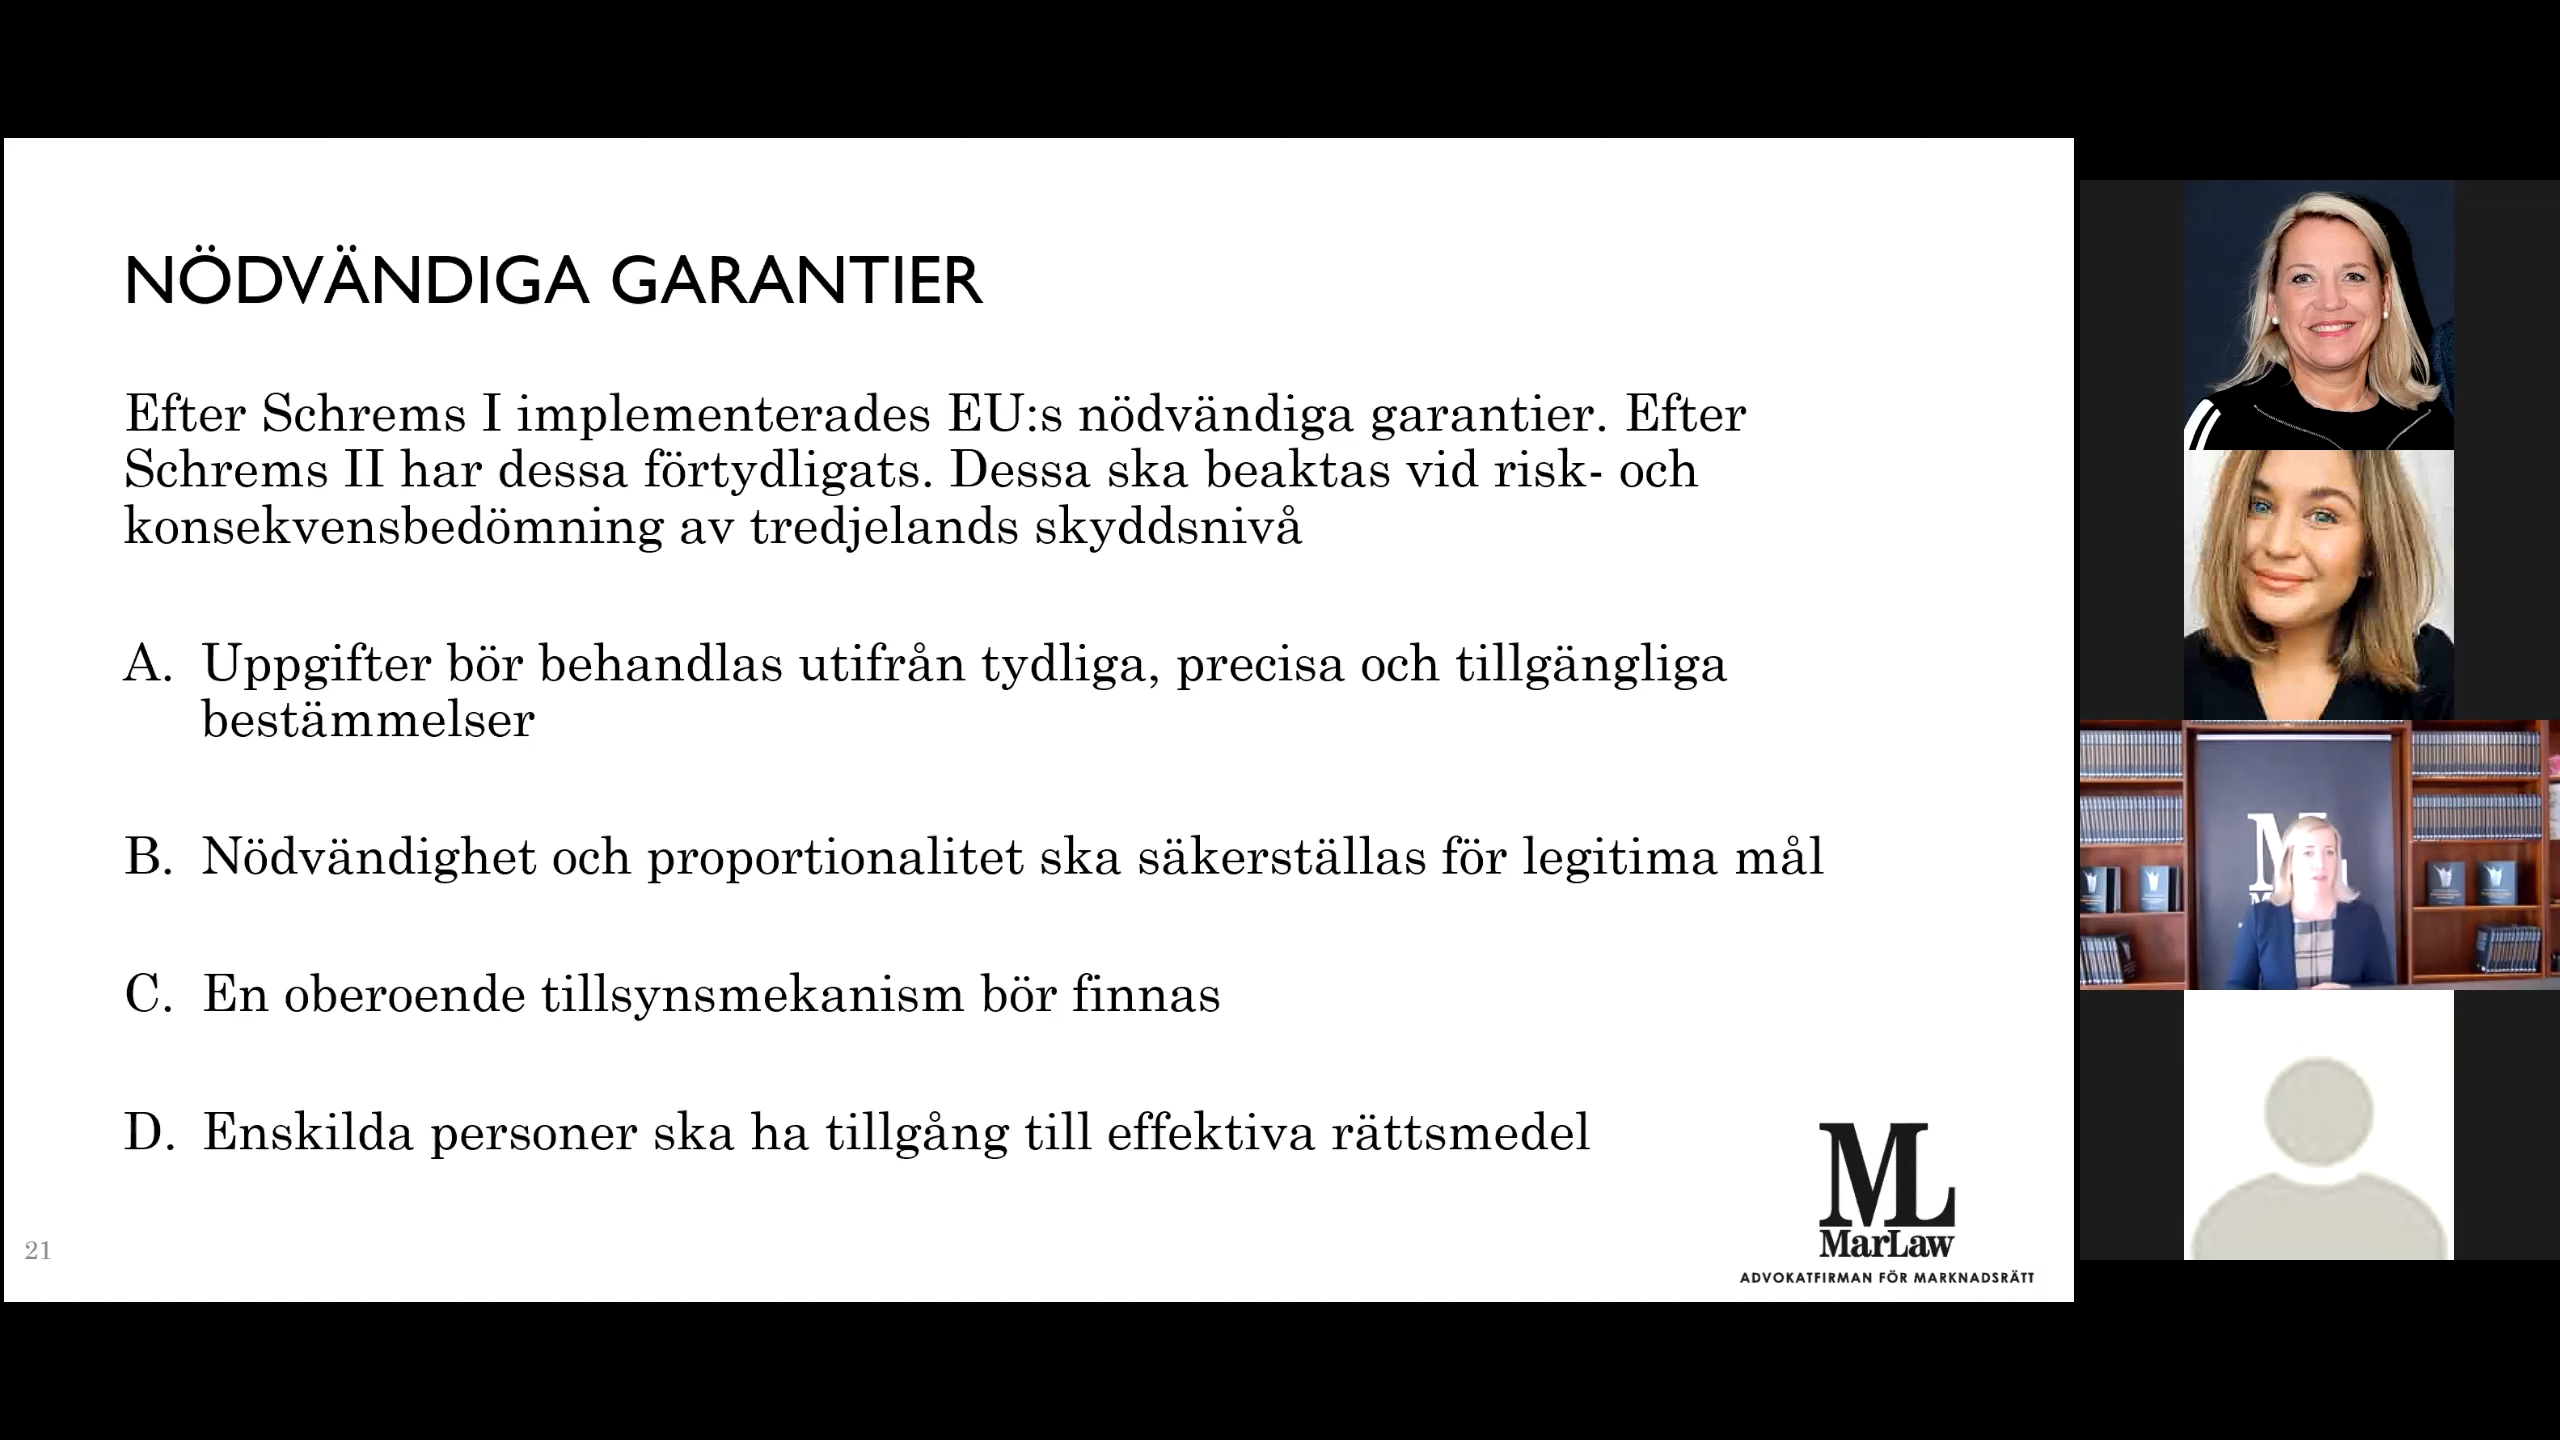 NÖDVÄNDIGA GARANTIER
Efter Schrems I implementerades EU:s nödvändiga garantier. Efter
Schrems II har dessa förtydligats. Dessa ska beaktas vid risk- och
konsekvensbedömning av tredjelands skyddsnivå
A. Uppgifter bör behandlas utifrån tydliga, precisa och tillgängliga
bestämmelser
B. Nödvändighet och proportionalitet ska säkerställas för legitima mål
C. En oberoende tillsynsmekanism bör finnas
D. Enskilda personer ska ha tillgång till effektiva rättsmedel
21
ML
MarLaw
ADVOKATFIRMAN FÖR MARKNADSRÄTT